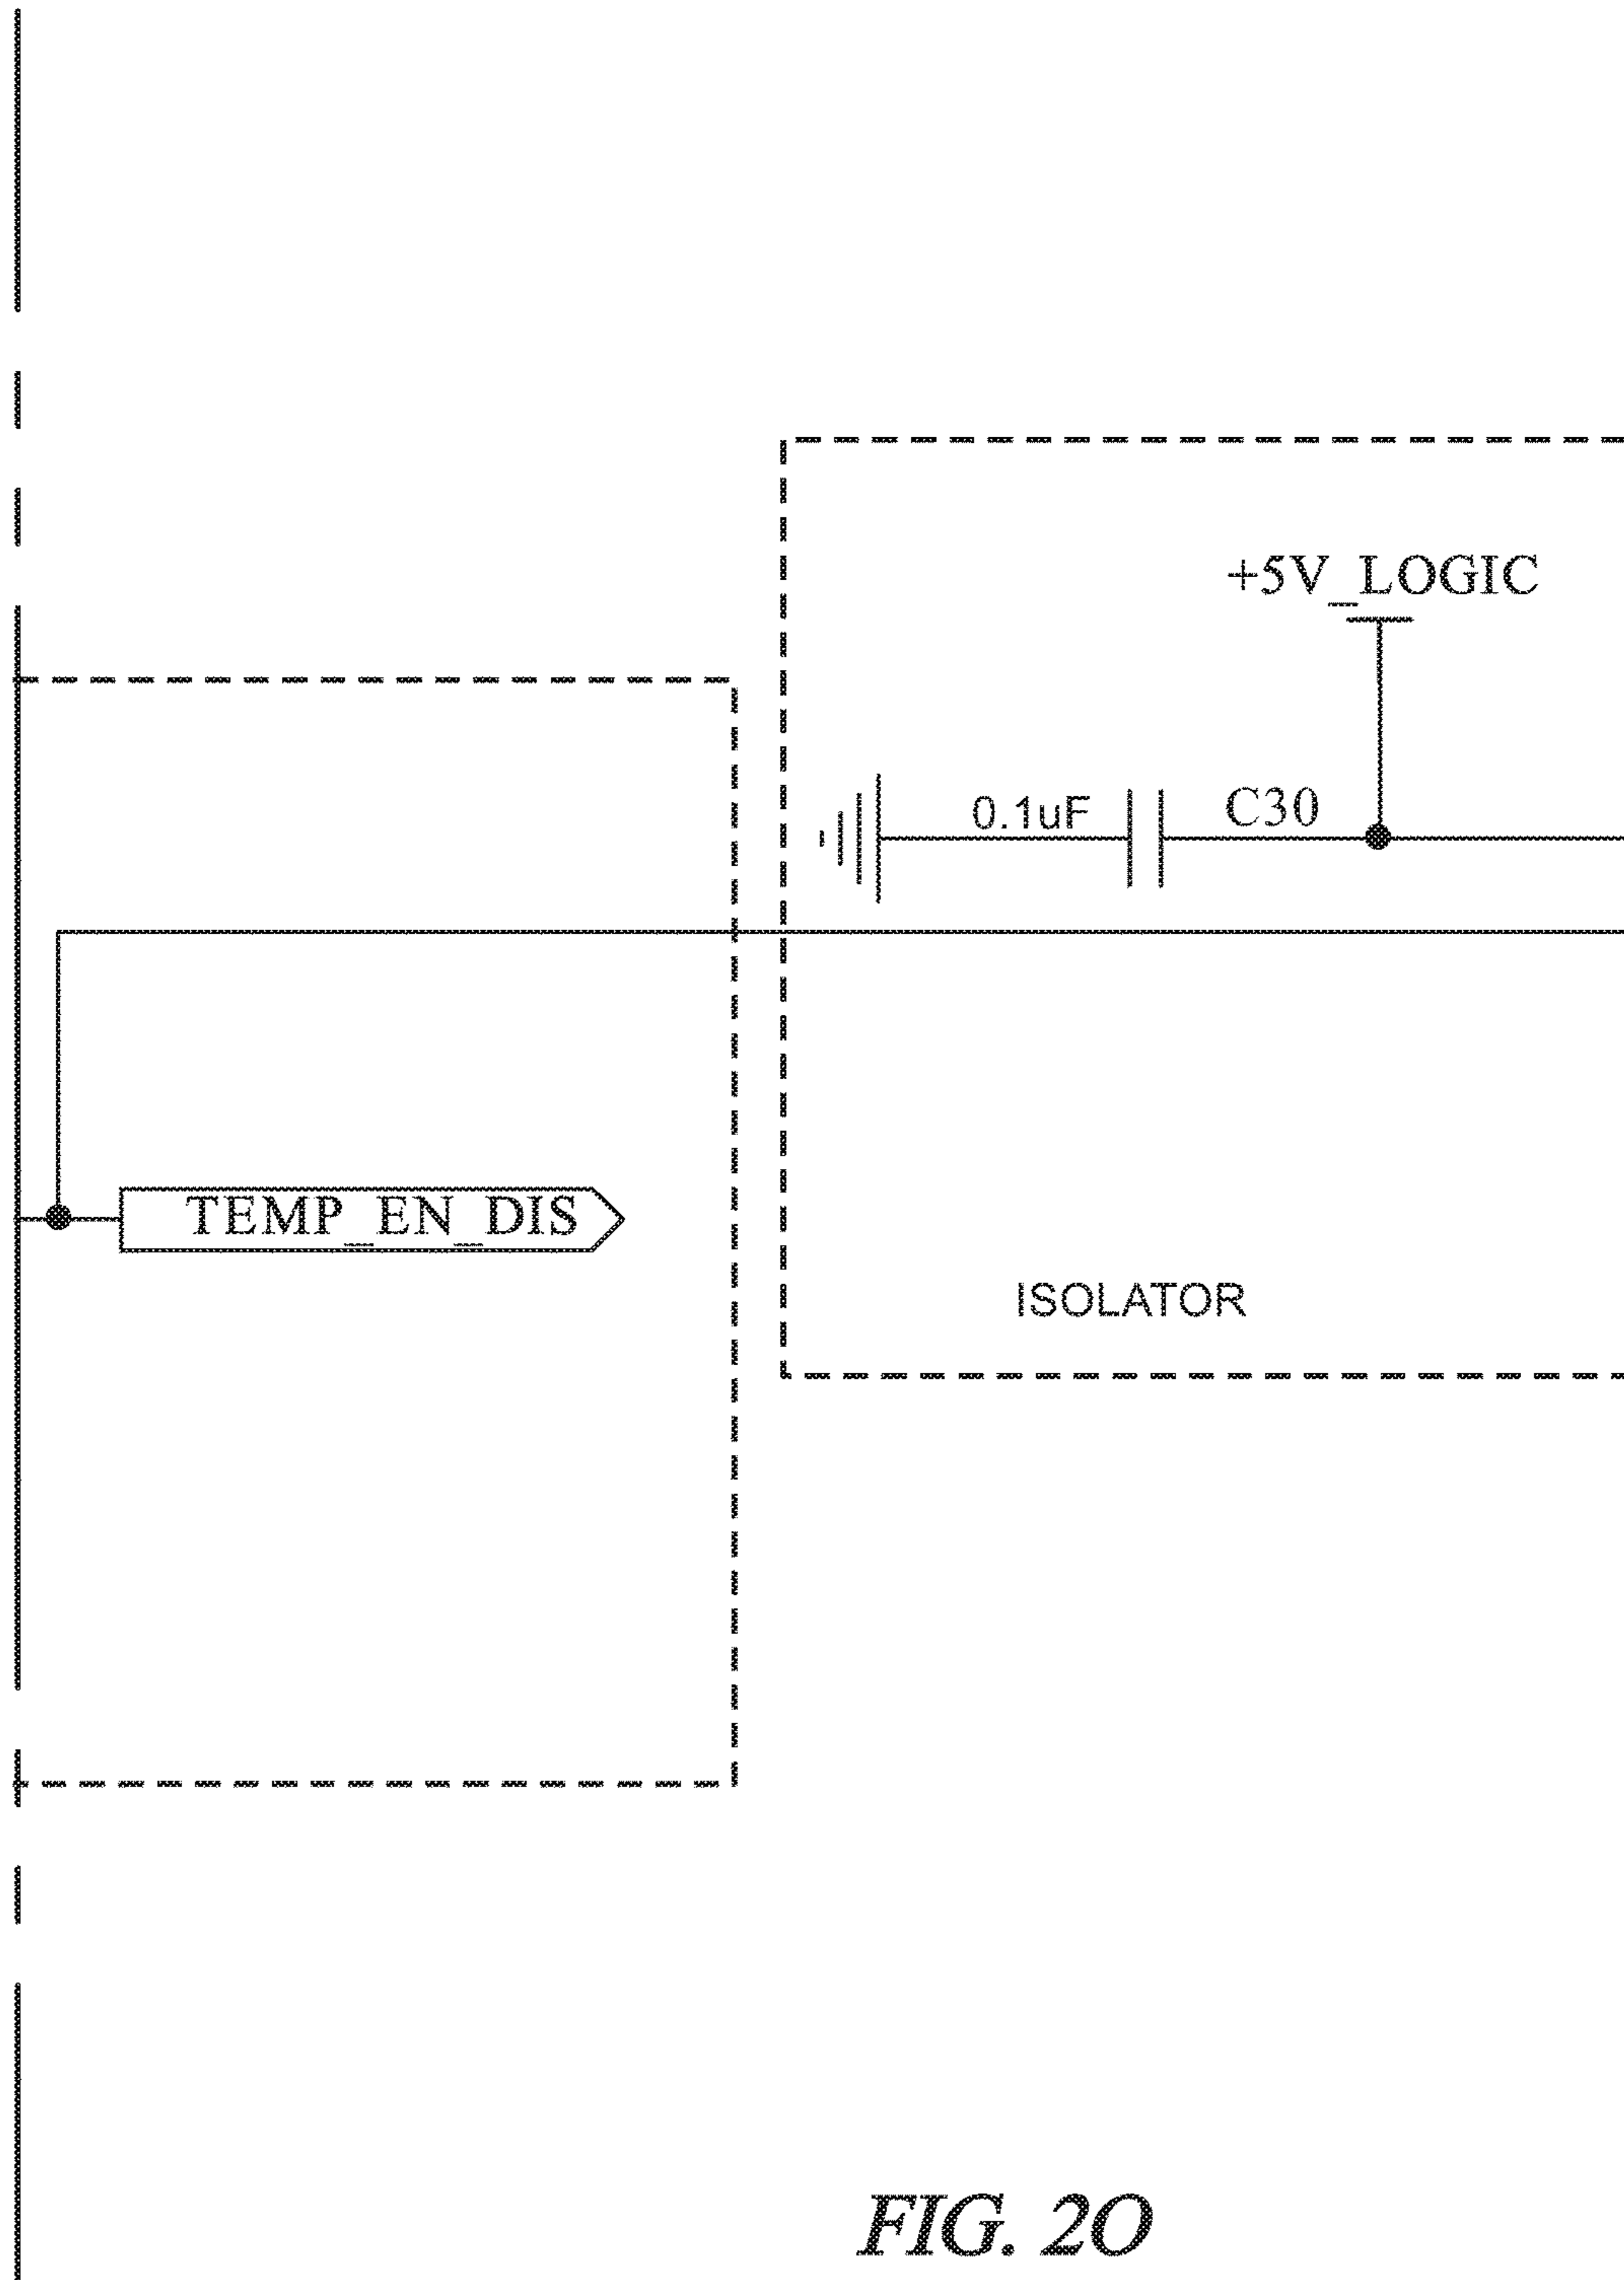 +5V_LOGIC
0.1uF C30
TEMP_EN_DIS
ISOLATOR
FIG. 2O